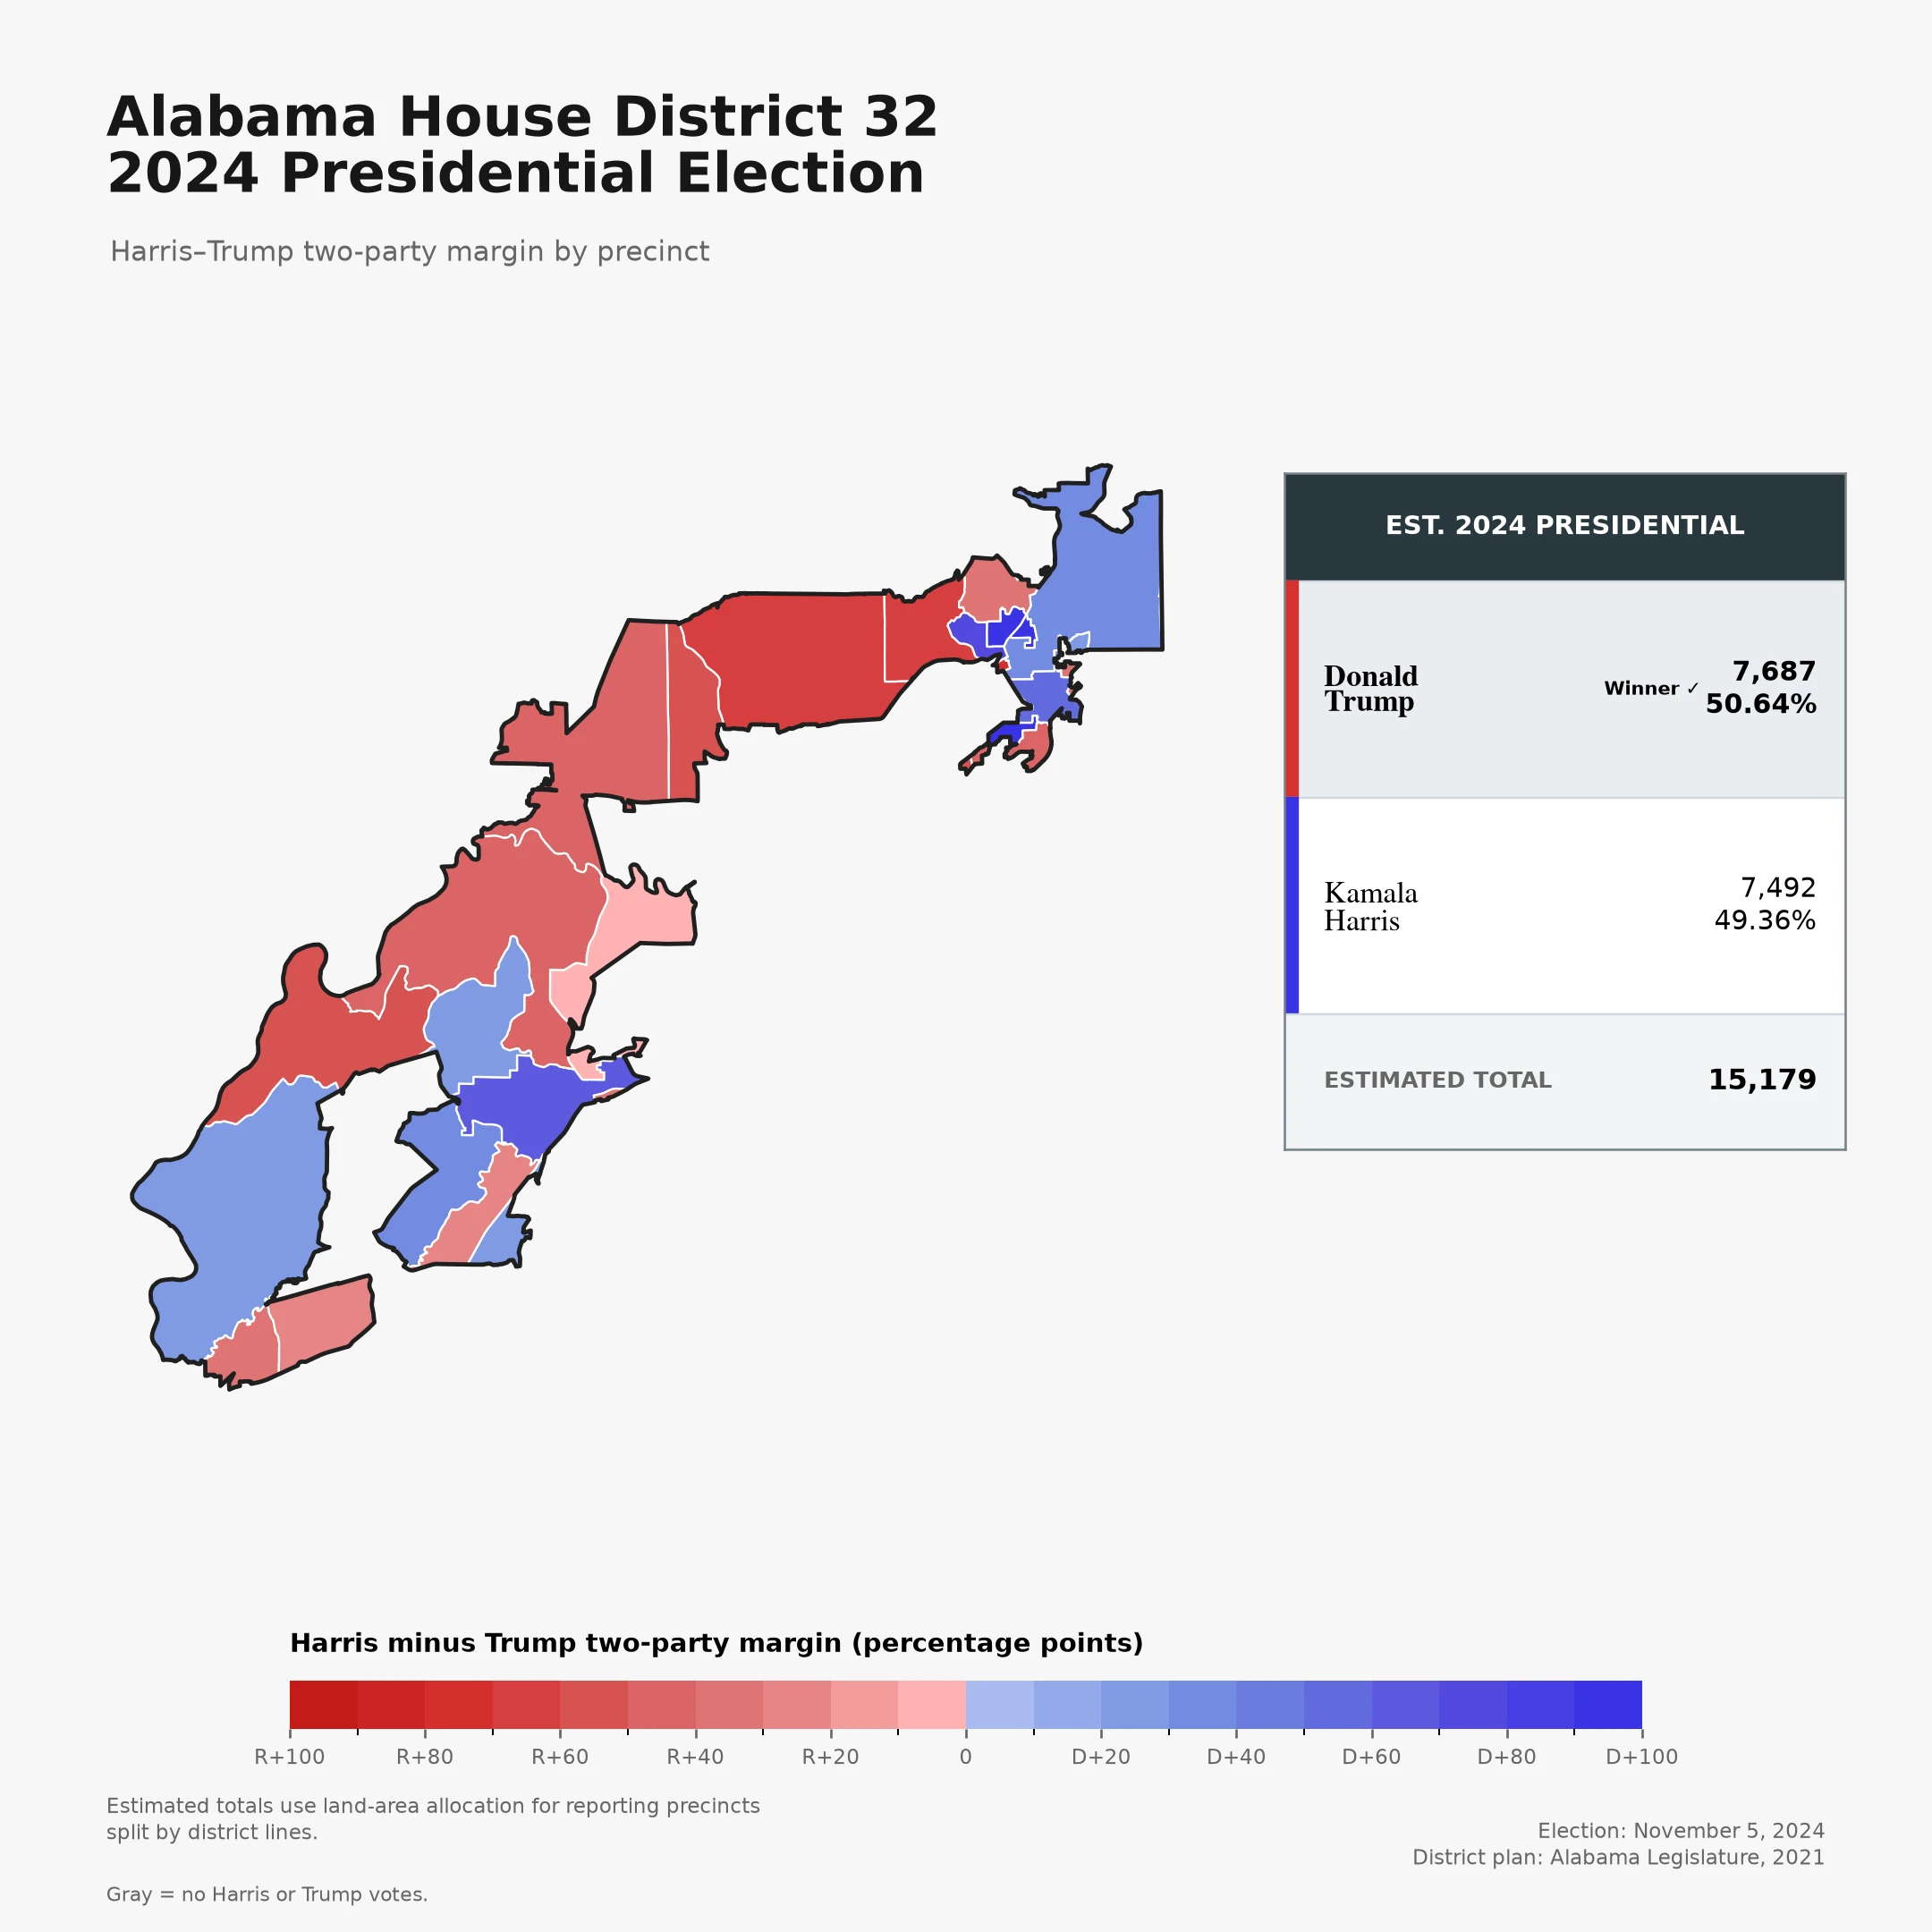 Alabama House District 32
2024 Presidential Election
Harris–Trump two-party margin by precinct
EST. 2024 PRESIDENTIAL
Donald
Trump
Winner ✓
7,687
50.64%
Kamala
Harris
7,492
49.36%
ESTIMATED TOTAL
15,179
Harris minus Trump two-party margin (percentage points)
R+100 R+80 R+60 R+40 R+20 0 D+20 D+40 D+60 D+80 D+100
Estimated totals use land-area allocation for reporting precincts
split by district lines.
Gray = no Harris or Trump votes.
Election: November 5, 2024
District plan: Alabama Legislature, 2021